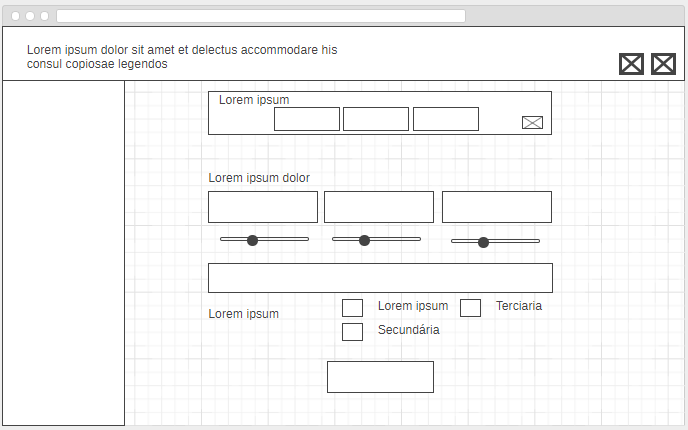 Lorem ipsum dolor sit amet et delectus accommodare his
consul copiosae legendos
Lorem ipsum
Lorem ipsum dolor
Lorem ipsum
Lorem ipsum
Terciaria
Secundária